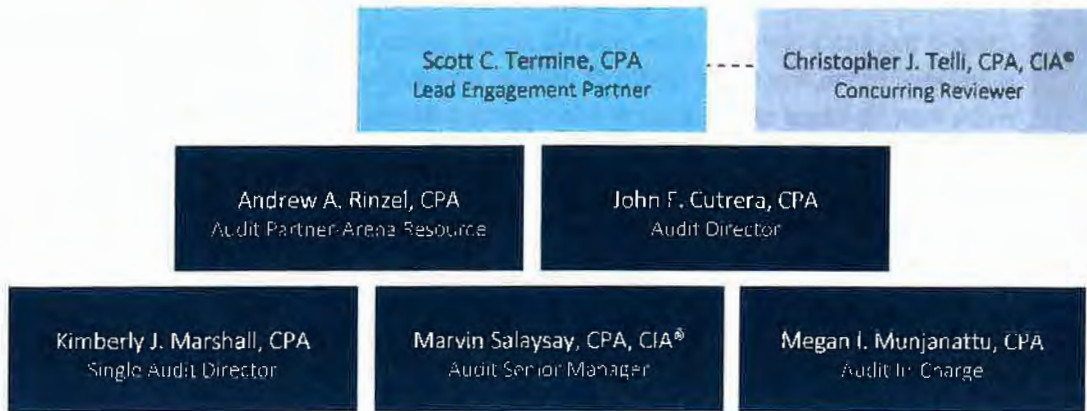 Scott C. Termine, CPA
Lead Engagement Partner
Christopher J. Telli, CPA, CIA®
Concurring Reviewer
Andrew A. Rinzel, CPA
Audit Partner-Arena Resource
John F. Cutrera, CPA
Audit Director
Kimberly J. Marshall, CPA
Single Audit Director
Marvin Salaysay, CPA, CIA®
Audit Senior Manager
Megan I. Munjanattu, CPA
Audit In-Charge